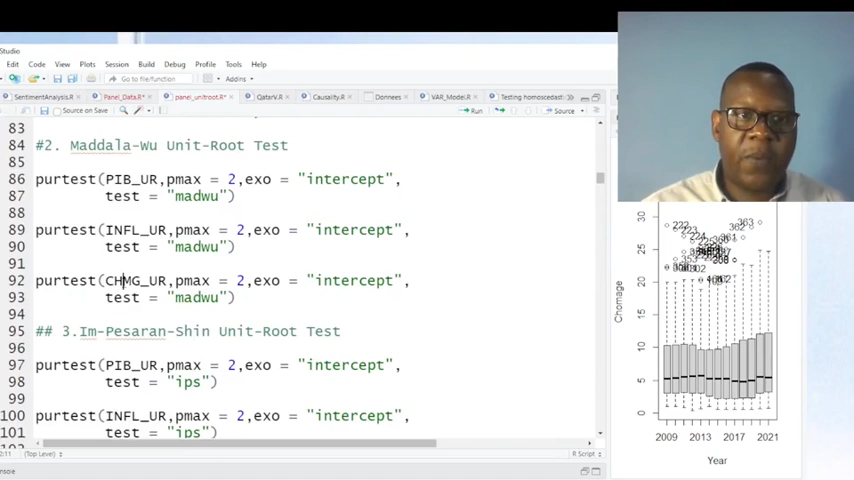 Studio
Edit Code View Plots Session Build Debug Profile Tools Help
Go to file/function Addins
SentimentAnalysis.R × Panel_Data.R* × panel_unitroot.R* × QatarV.R × Causality.R × Donnees × VAR_Model.R × Testing homoscedasti
Source on Save Run Source
83
84 #2. Maddala-Wu Unit-Root Test
85
86 purtest(PIB_UR,pmax = 2,exo = "intercept",
87 test = "madwu")
88
89 purtest(INFL_UR,pmax = 2,exo = "intercept",
90 test = "madwu")
91
92 purtest(CHMG_UR,pmax = 2,exo = "intercept",
93 test = "madwu")
94
95 ## 3.Im-Pesaran-Shin Unit-Root Test
96
97 purtest(PIB_UR,pmax = 2,exo = "intercept",
98 test = "ips")
99
100 purtest(INFL_UR,pmax = 2,exo = "intercept",
101 test = "ips")
2:11 (Top Level) R Script
Chomage
30
25
20
15
10
5
0
222 363
2009 2013 2017 2021
Year